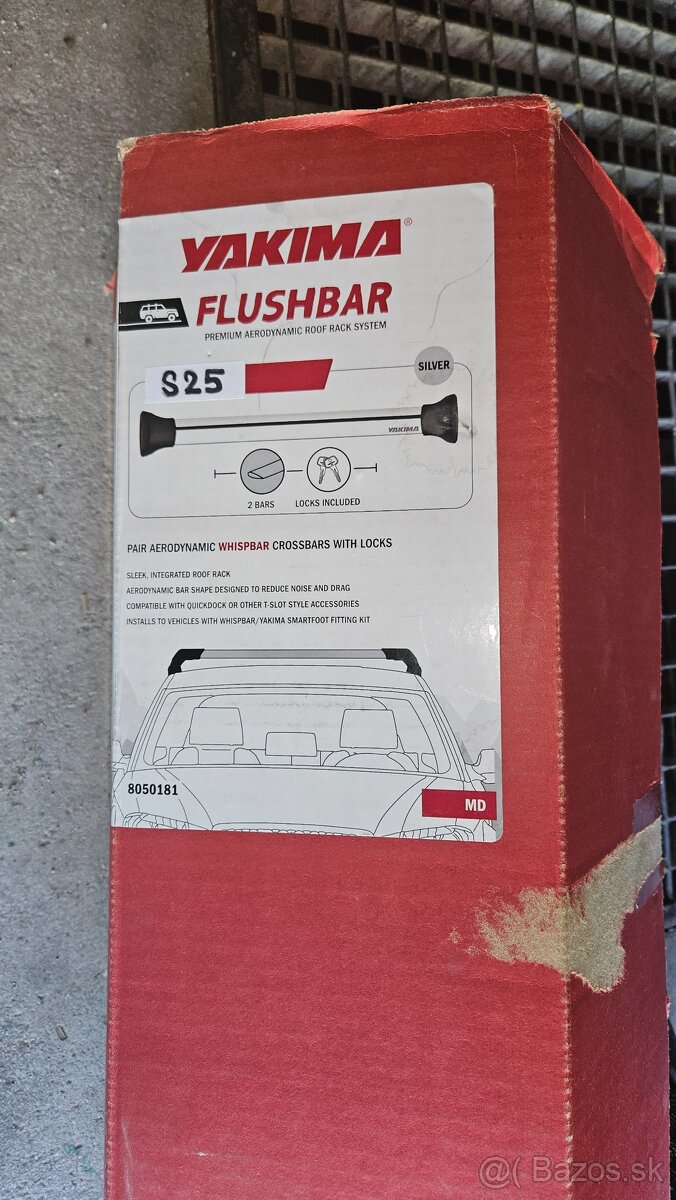 YAKIMA®
FLUSHBAR
PREMIUM AERODYNAMIC ROOF RACK SYSTEM
S25
SILVER
YAKIMA
2 BARS
LOCKS INCLUDED
PAIR AERODYNAMIC WHISPBAR CROSSBARS WITH LOCKS
SLEEK, INTEGRATED ROOF RACK
AERODYNAMIC BAR SHAPE DESIGNED TO REDUCE NOISE AND DRAG
COMPATIBLE WITH QUICKDOCK OR OTHER T-SLOT STYLE ACCESSORIES
INSTALLS TO VEHICLES WITH WHISPBAR/YAKIMA SMARTFOOT FITTING KIT
8050181
MD
@( Bazos.sk